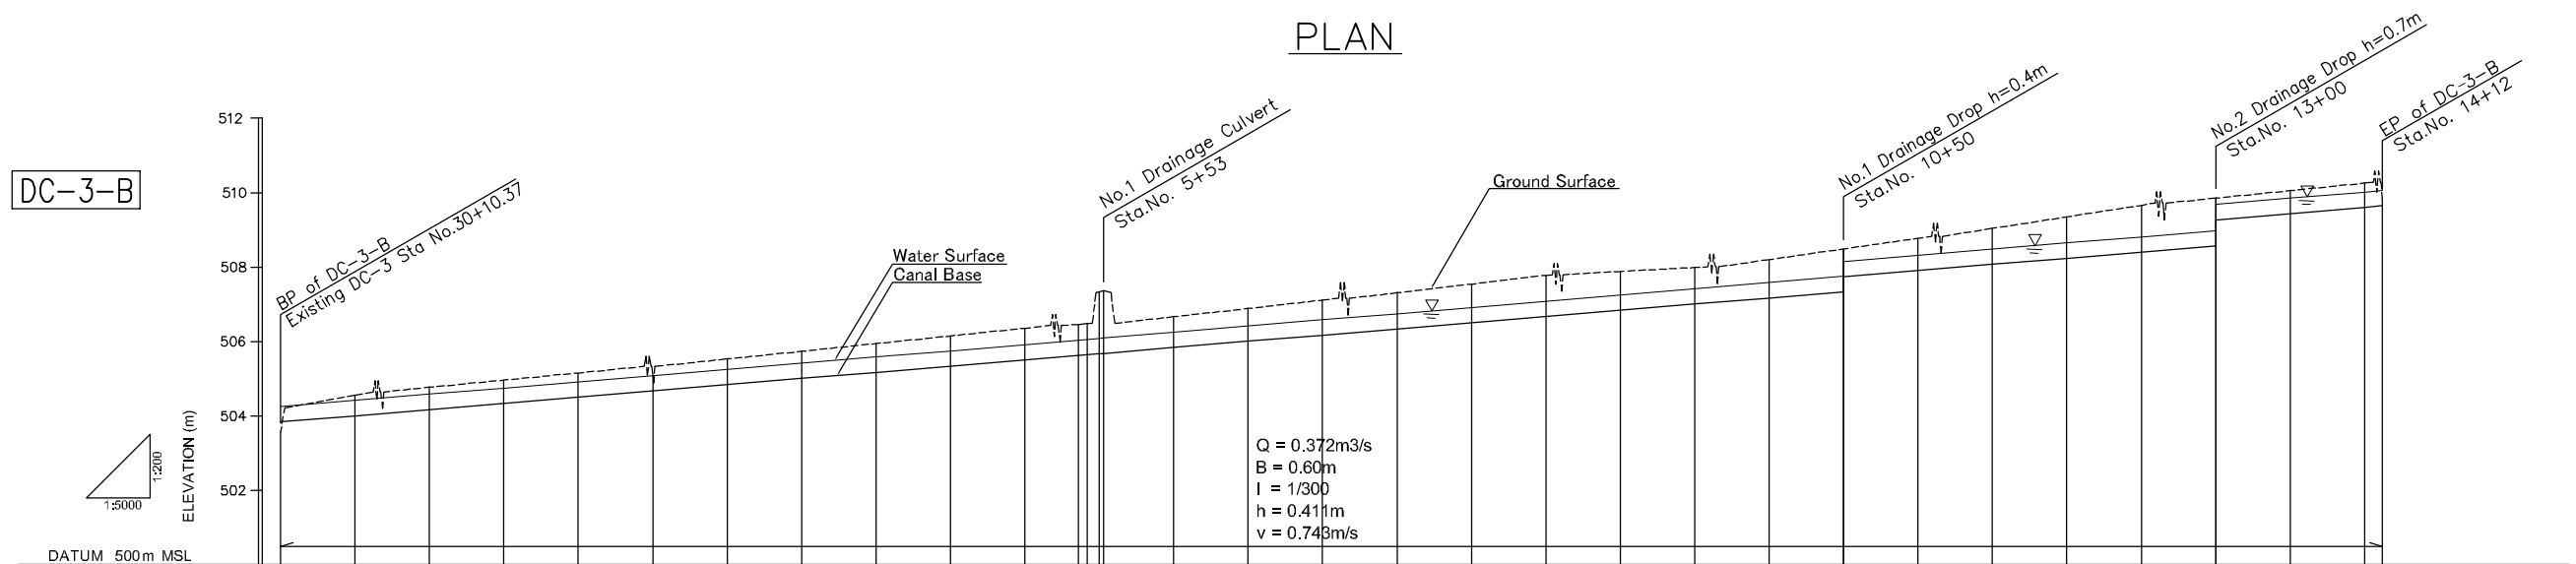 PLAN
DC-3-B
512
510
508
506
504
502
ELEVATION (m)
1:200
1:5000
DATUM 500m MSL
BP of DC-3-B
Existing DC-3 Sta No.30+10.37
Water Surface
Canal Base
No.1 Drainage Culvert
Sta.No. 5+53
Ground Surface
Q = 0.372m3/s
B = 0.60m
I = 1/300
h = 0.411m
v = 0.743m/s
No.1 Drainage Drop h=0.4m
Sta.No. 10+50
No.2 Drainage Drop h=0.7m
Sta.No. 13+00
EP of DC-3-B
Sta.No. 14+12